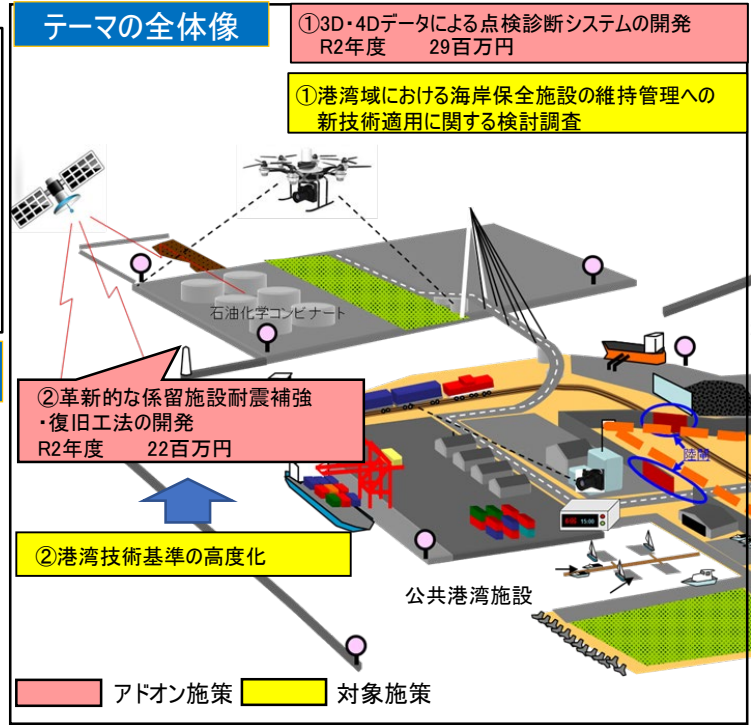 テーマの全体像
①3D・4Dデータによる点検診断システムの開発
R2年度 29百万円
①港湾域における海岸保全施設の維持管理への
新技術適用に関する検討調査
石油化学コンビナート
②革新的な係留施設耐震補強
・復旧工法の開発
R2年度 22百万円
陸閘
15:06
②港湾技術基準の高度化
公共港湾施設
アドオン施策 対象施策